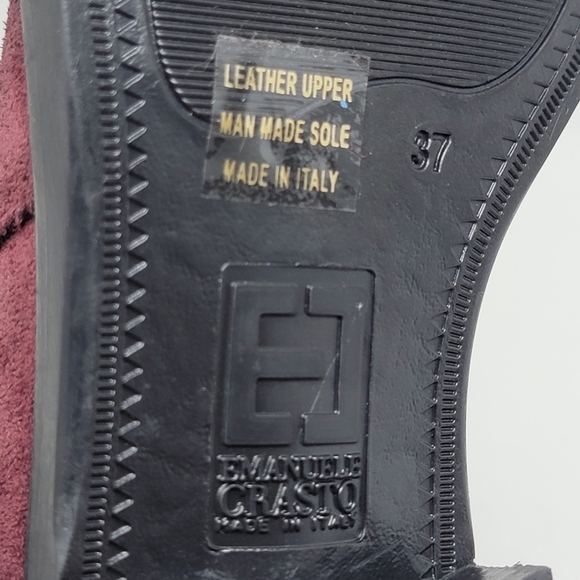 LEATHER UPPER
MAN MADE SOLE
MADE IN ITALY
37
EMANUELE
CRASTO
MADE IN ITALY